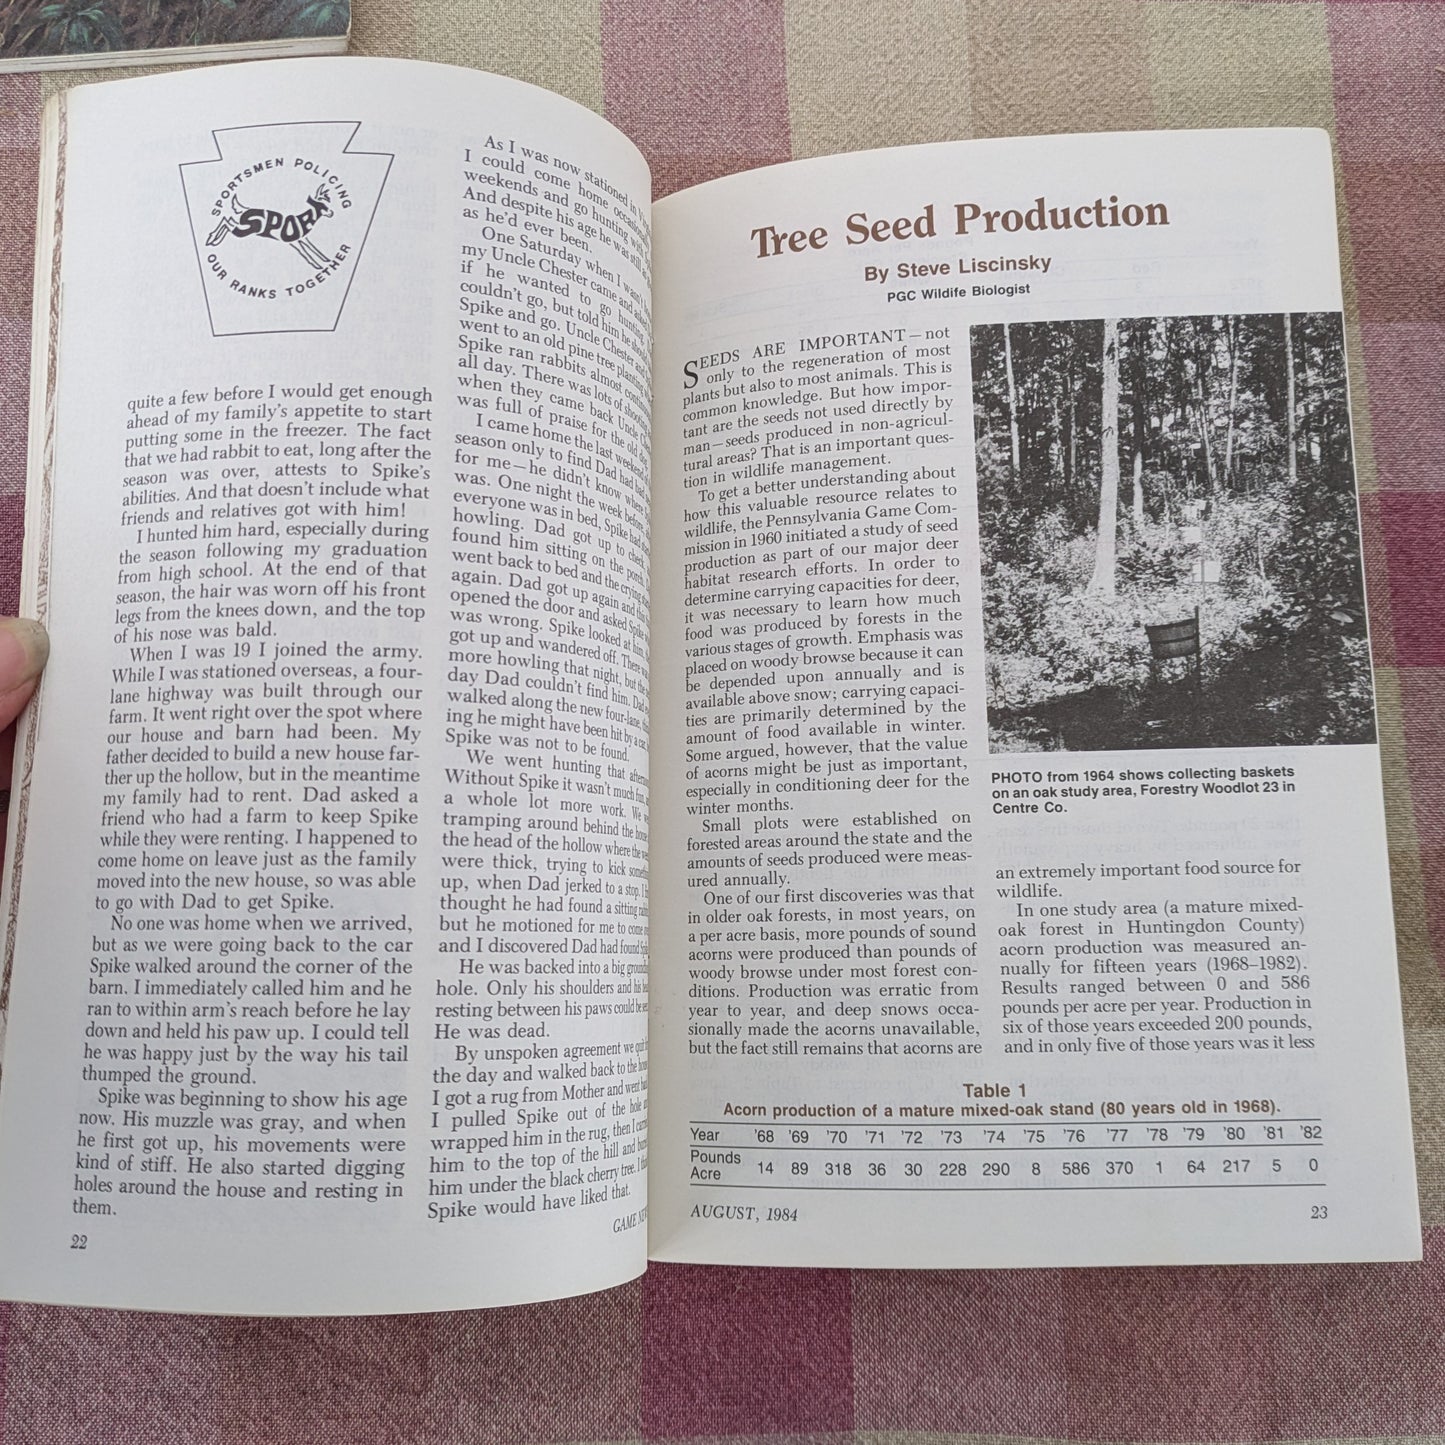 SPORTSMEN POLICING
SPORT
OUR RANKS TOGETHER
quite a few before I would get enough
ahead of my family's appetite to start
putting some in the freezer. The fact
that we had rabbit to eat, long after the
season was over, attests to Spike's
abilities. And that doesn't include what
friends and relatives got with him!
I hunted him hard, especially during
the season following my graduation
from high school. At the end of that
season, the hair was worn off his front
legs from the knees down, and the top
of his nose was bald.
When I was 19 I joined the army.
While I was stationed overseas, a four-
lane highway was built through our
farm. It went right over the spot where
our house and barn had been. My
father decided to build a new house far-
ther up the hollow, but in the meantime
my family had to rent. Dad asked a
friend who had a farm to keep Spike
while they were renting. I happened to
come home on leave just as the family
moved into the new house, so was able
to go with Dad to get Spike.
No one was home when we arrived,
but as we were going back to the car
Spike walked around the corner of the
barn. I immediately called him and he
ran to within arm's reach before he lay
down and held his paw up. I could tell
he was happy just by the way his tail
thumped the ground.
Spike was beginning to show his age
now. His muzzle was gray, and when
he first got up, his movements were
kind of stiff. He also started digging
holes around the house and resting in
them.
22
As I was now stationed in
I could come home
weekends and go hunting with
And despite his age he was still
as he'd ever been.
One Saturday when I wasn't
my Uncle Chester came and asked
if he wanted to go hunting.
couldn't go, but told him he
Spike and go. Uncle Chester and
went to an old pine tree
Spike ran rabbits almost
all day. There was lots of
when they came back Uncle
was full of praise for the old
I came home the last weekend of
season only to find Dad had
for me—he didn't know where
was. One night the week before
everyone was in bed, Spike had
howling. Dad got up to check
found him sitting on the porch.
went back to bed and the crying
again. Dad got up again and
opened the door and asked Spike
was wrong. Spike looked at him,
got up and wandered off. There was
more howling that night, but the
day Dad couldn't find him. Dad
walked along the new four-lane,
ing he might have been hit by a car,
Spike was not to be found.
We went hunting that
Without Spike it wasn't much fun,
a whole lot more work. We
tramping around behind the house
the head of the hollow where the
were thick, trying to kick
up, when Dad jerked to a stop. I
thought he had found a sitting
but he motioned for me to come
and I discovered Dad had found
He was backed into a big groundhog
hole. Only his shoulders and his
resting between his paws could be
He was dead.
By unspoken agreement we quit
the day and walked back to the house.
I got a rug from Mother and went
I pulled Spike out of the hole
wrapped him in the rug, then I
him to the top of the hill and
him under the black cherry tree. I
Spike would have liked that.
GAME
Tree Seed Production
By Steve Liscinsky
PGC Wildife Biologist
SEEDS ARE IMPORTANT—not
only to the regeneration of most
plants but also to most animals. This is
common knowledge. But how impor-
tant are the seeds not used directly by
man—seeds produced in non-agricul-
tural areas? That is an important ques-
tion in wildlife management.
To get a better understanding about
how this valuable resource relates to
wildlife, the Pennsylvania Game Com-
mission in 1960 initiated a study of seed
production as part of our major deer
habitat research efforts. In order to
determine carrying capacities for deer,
it was necessary to learn how much
food was produced by forests in the
various stages of growth. Emphasis was
placed on woody browse because it can
be depended upon annually and is
available above snow; carrying capaci-
ties are primarily determined by the
amount of food available in winter.
Some argued, however, that the value
of acorns might be just as important,
especially in conditioning deer for the
winter months.
Small plots were established on
forested areas around the state and the
amounts of seeds produced were meas-
ured annually.
One of our first discoveries was that
in older oak forests, in most years, on
a per acre basis, more pounds of sound
acorns were produced than pounds of
woody browse under most forest con-
ditions. Production was erratic from
year to year, and deep snows occa-
sionally made the acorns unavailable,
but the fact still remains that acorns are
PHOTO from 1964 shows collecting baskets
on an oak study area, Forestry Woodlot 23 in
Centre Co.
an extremely important food source for
wildlife.
In one study area (a mature mixed-
oak forest in Huntingdon County)
acorn production was measured an-
nually for fifteen years (1968–1982).
Results ranged between 0 and 586
pounds per acre per year. Production in
six of those years exceeded 200 pounds,
and in only five of those years was it less
Table 1
Acorn production of a mature mixed-oak stand (80 years old in 1968).
Year '68 '69 '70 '71 '72 '73 '74 '75 '76 '77 '78 '79 '80 '81 '82
Pounds
Acre 14 89 318 36 30 228 290 8 586 370 1 64 217 5 0
AUGUST, 1984
23